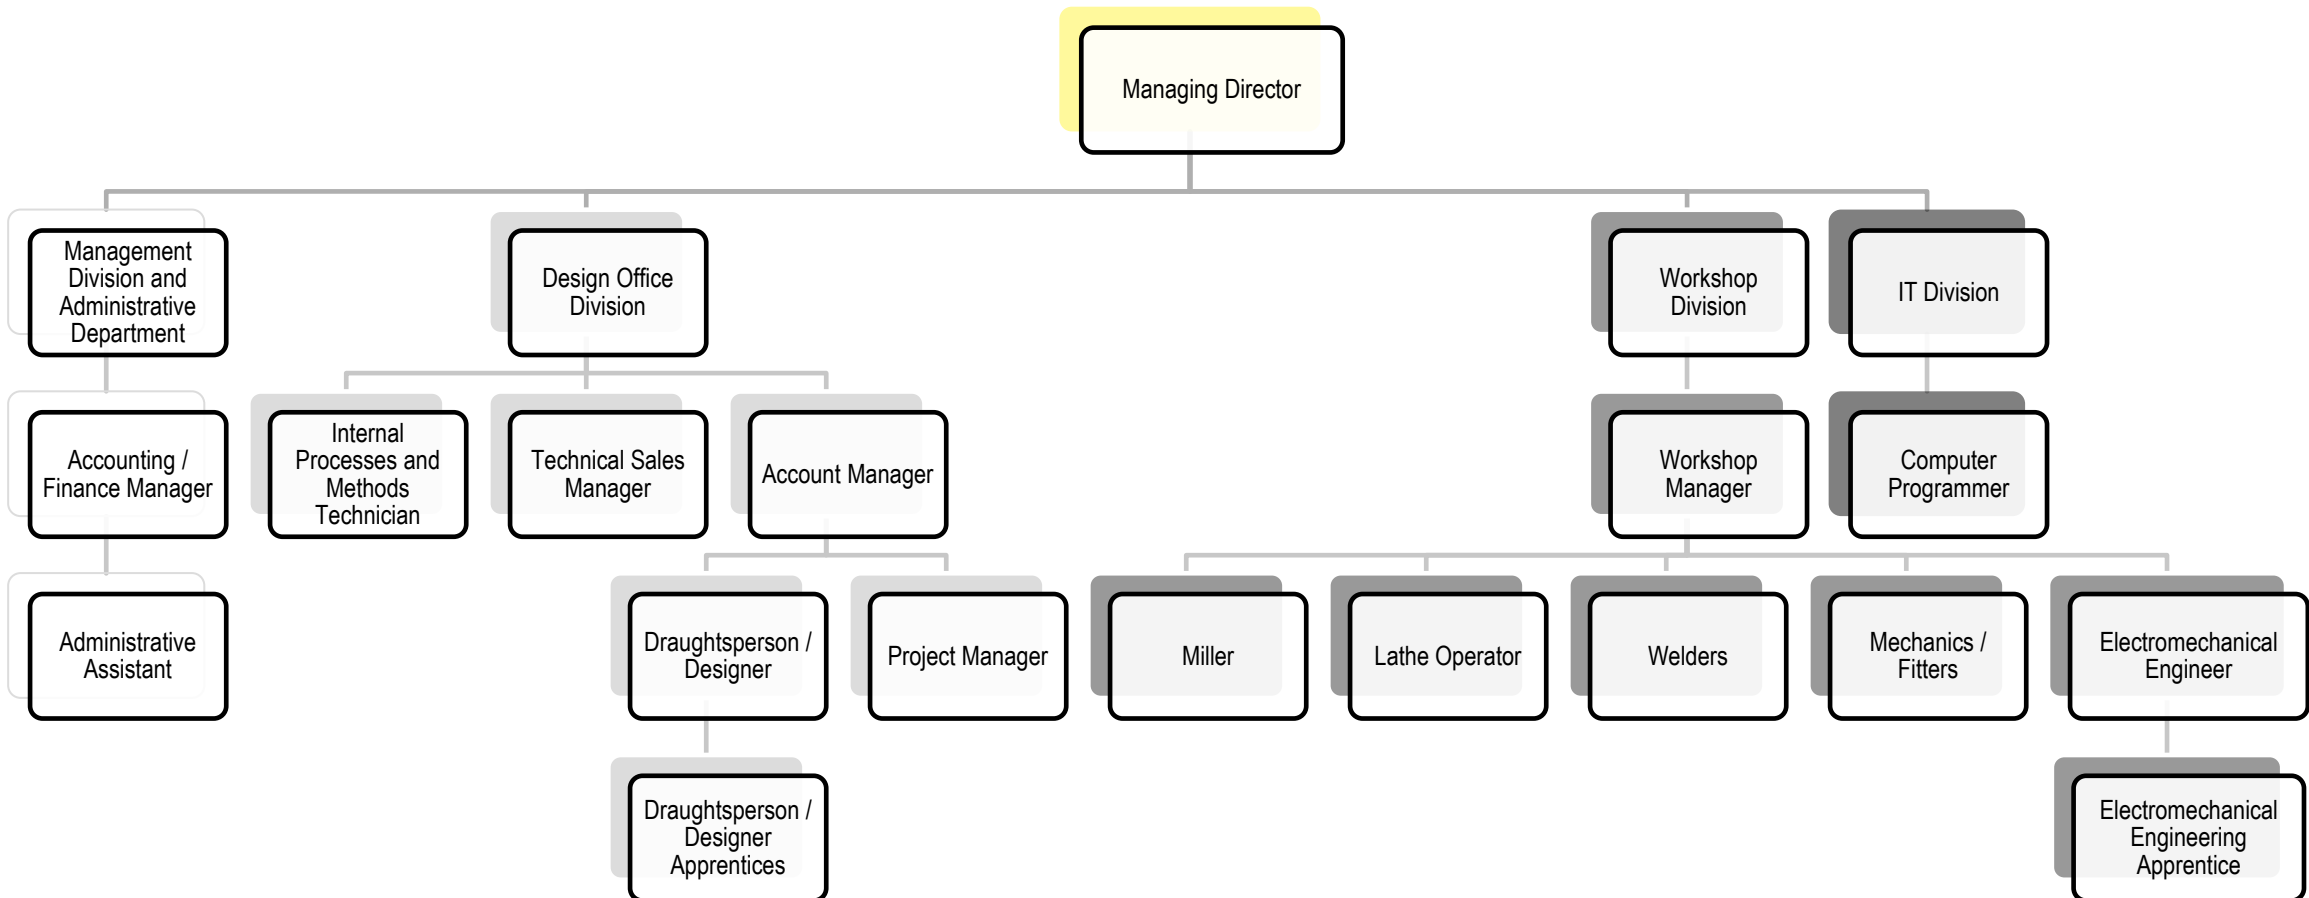 Managing Director
Management
Division and
Administrative
Department
Design Office
Division
Workshop
Division
IT Division
Accounting /
Finance Manager
Internal
Processes and
Methods
Technician
Technical Sales
Manager
Account Manager
Workshop
Manager
Computer
Programmer
Administrative
Assistant
Draughtsperson /
Designer
Project Manager
Miller
Lathe Operator
Welders
Mechanics /
Fitters
Electromechanical
Engineer
Draughtsperson /
Designer
Apprentices
Electromechanical
Engineering
Apprentice